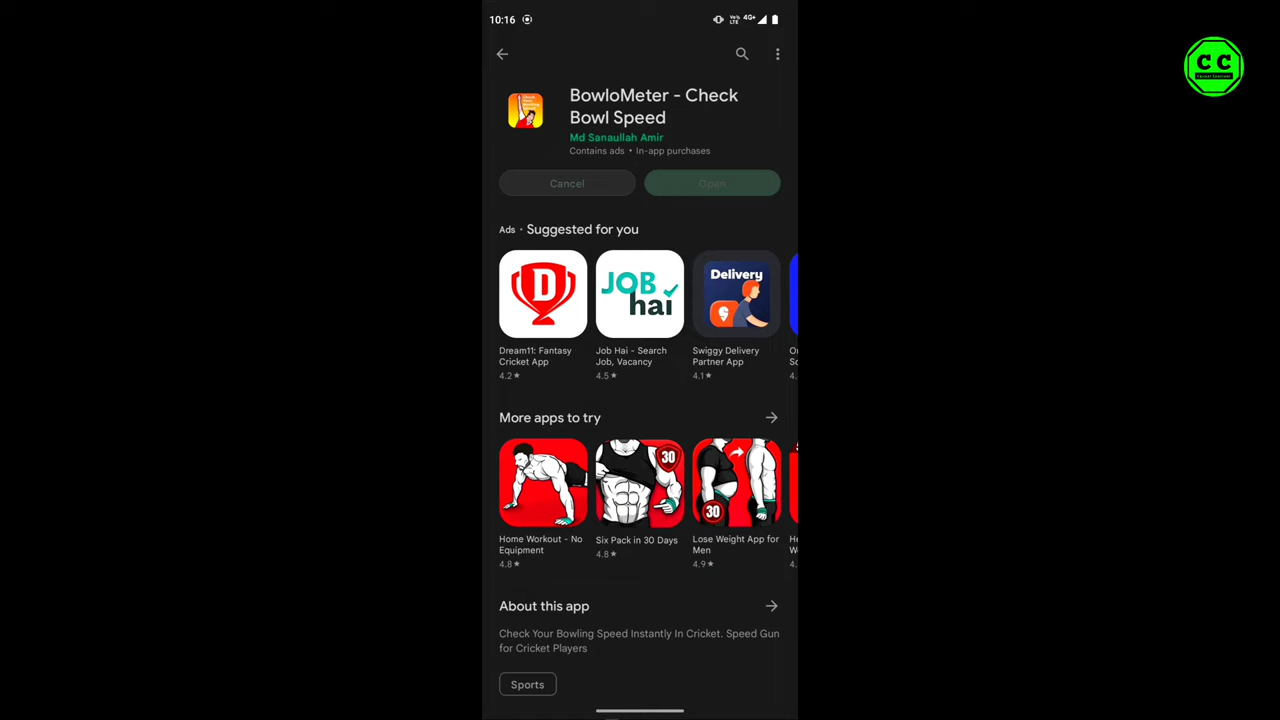 10:16
Vo)) 4G+
LTE
C C
BowloMeter - Check
Bowl Speed
Md Sanaullah Amir
Contains ads • In-app purchases
Cancel
Open
Ads • Suggested for you
D
JOB
hai
Delivery
Dream11: Fantasy
Cricket App
4.2★
Job Hai - Search
Job, Vacancy
4.5★
Swiggy Delivery
Partner App
4.1★
More apps to try
30
30
Home Workout - No
Equipment
4.8★
Six Pack in 30 Days
4.8★
Lose Weight App for
Men
4.9★
About this app
Check Your Bowling Speed Instantly In Cricket. Speed Gun
for Cricket Players
Sports